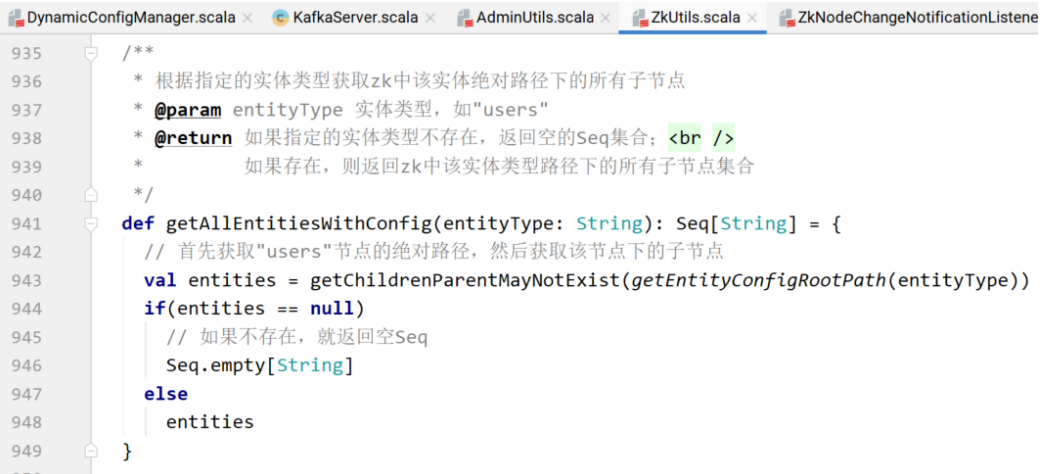 DynamicConfigManager.scala × KafkaServer.scala × AdminUtils.scala × ZkUtils.scala × ZkNodeChangeNotificationListene
935 /**
936 * 根据指定的实体类型获取zk中该实体绝对路径下的所有子节点
937 * @param entityType 实体类型，如"users"
938 * @return 如果指定的实体类型不存在，返回空的Seq集合；<br />
939 * 如果存在，则返回zk中该实体类型路径下的所有子节点集合
940 */
941 def getAllEntitiesWithConfig(entityType: String): Seq[String] = {
942 // 首先获取"users"节点的绝对路径，然后获取该节点下的子节点
943 val entities = getChildrenParentMayNotExist(getEntityConfigRootPath(entityType))
944 if(entities == null)
945 // 如果不存在，就返回空Seq
946 Seq.empty[String]
947 else
948 entities
949 }